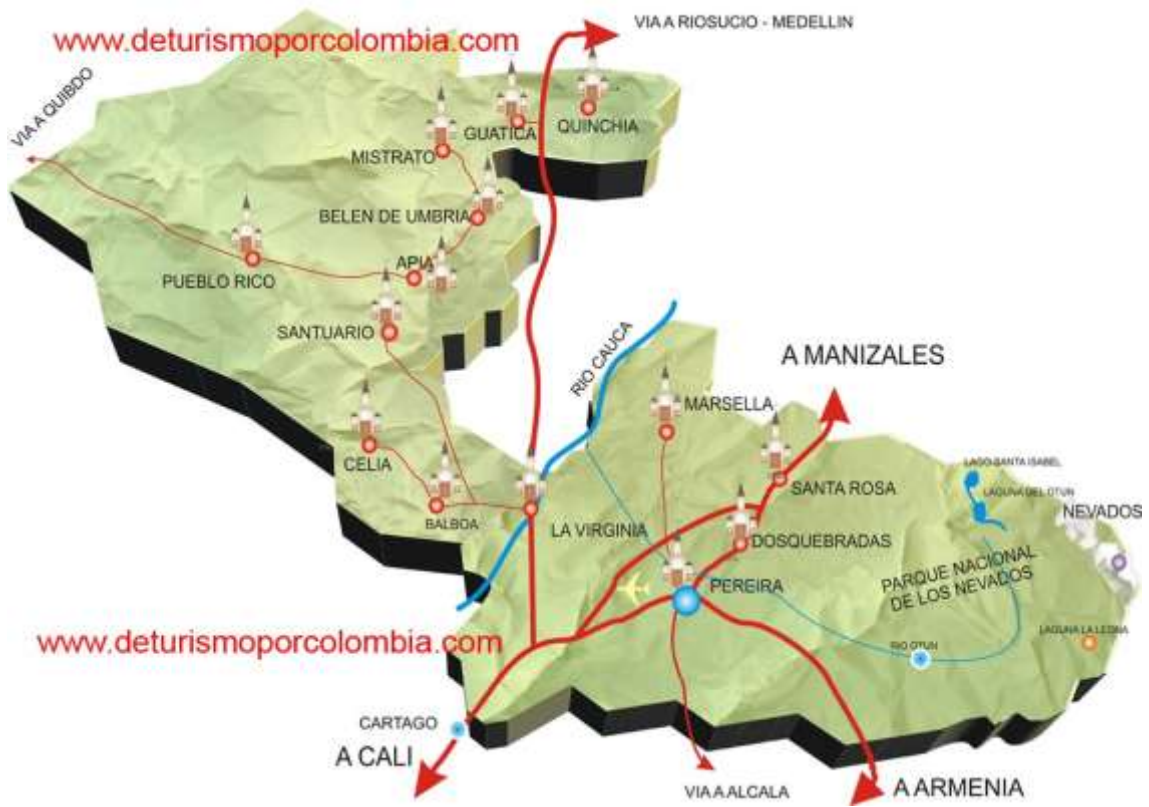 VIA A RIOSUCIO - MEDELLIN
www.deturismoporcolombia.com
VIA A QUIBDO
GUATICA
QUINCHIA
MISTRATO
BELEN DE UMBRIA
APIA
PUEBLO RICO
SANTUARIO
RIO CAUCA
A MANIZALES
MARSELLA
CELIA
SANTA ROSA
LAGO SANTA ISABEL
LAGUNA DEL OTUN
NEVADOS
BALBOA
LA VIRGINIA
DOSQUEBRADAS
PEREIRA
PARQUE NACIONAL
DE LOS NEVADOS
www.deturismoporcolombia.com
LAGUNA LA LEONA
RIO OTUN
CARTAGO
A CALI
VIA A ALCALA
A ARMENIA